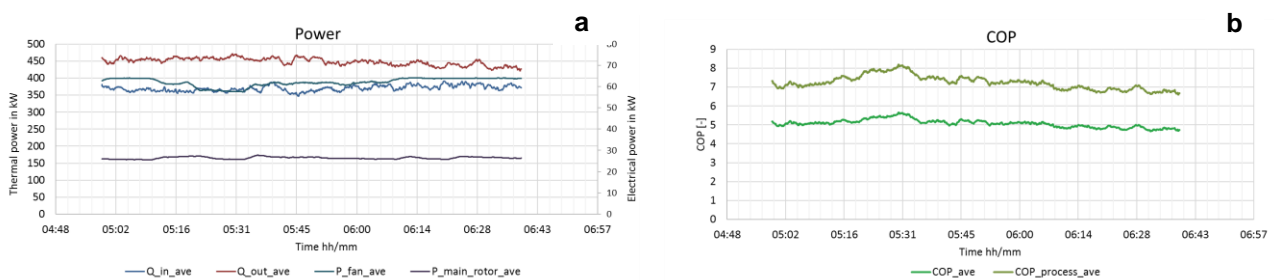 a
Power
500
450
400
350
300
250
200
150
100
50
0
Thermal power in kW
70
60
50
40
30
20
10
0
Electrical power in kW
04:48 05:02 05:16 05:31 05:45 06:00 06:14 06:28 06:43 06:57
Time hh/mm
Q_in_ave Q_out_ave P_fan_ave P_main_rotor_ave
b
COP
9
8
7
6
5
4
3
2
1
0
COP [-]
04:48 05:02 05:16 05:31 05:45 06:00 06:14 06:28 06:43 06:57
Time hh/mm
COP_ave COP_process_ave